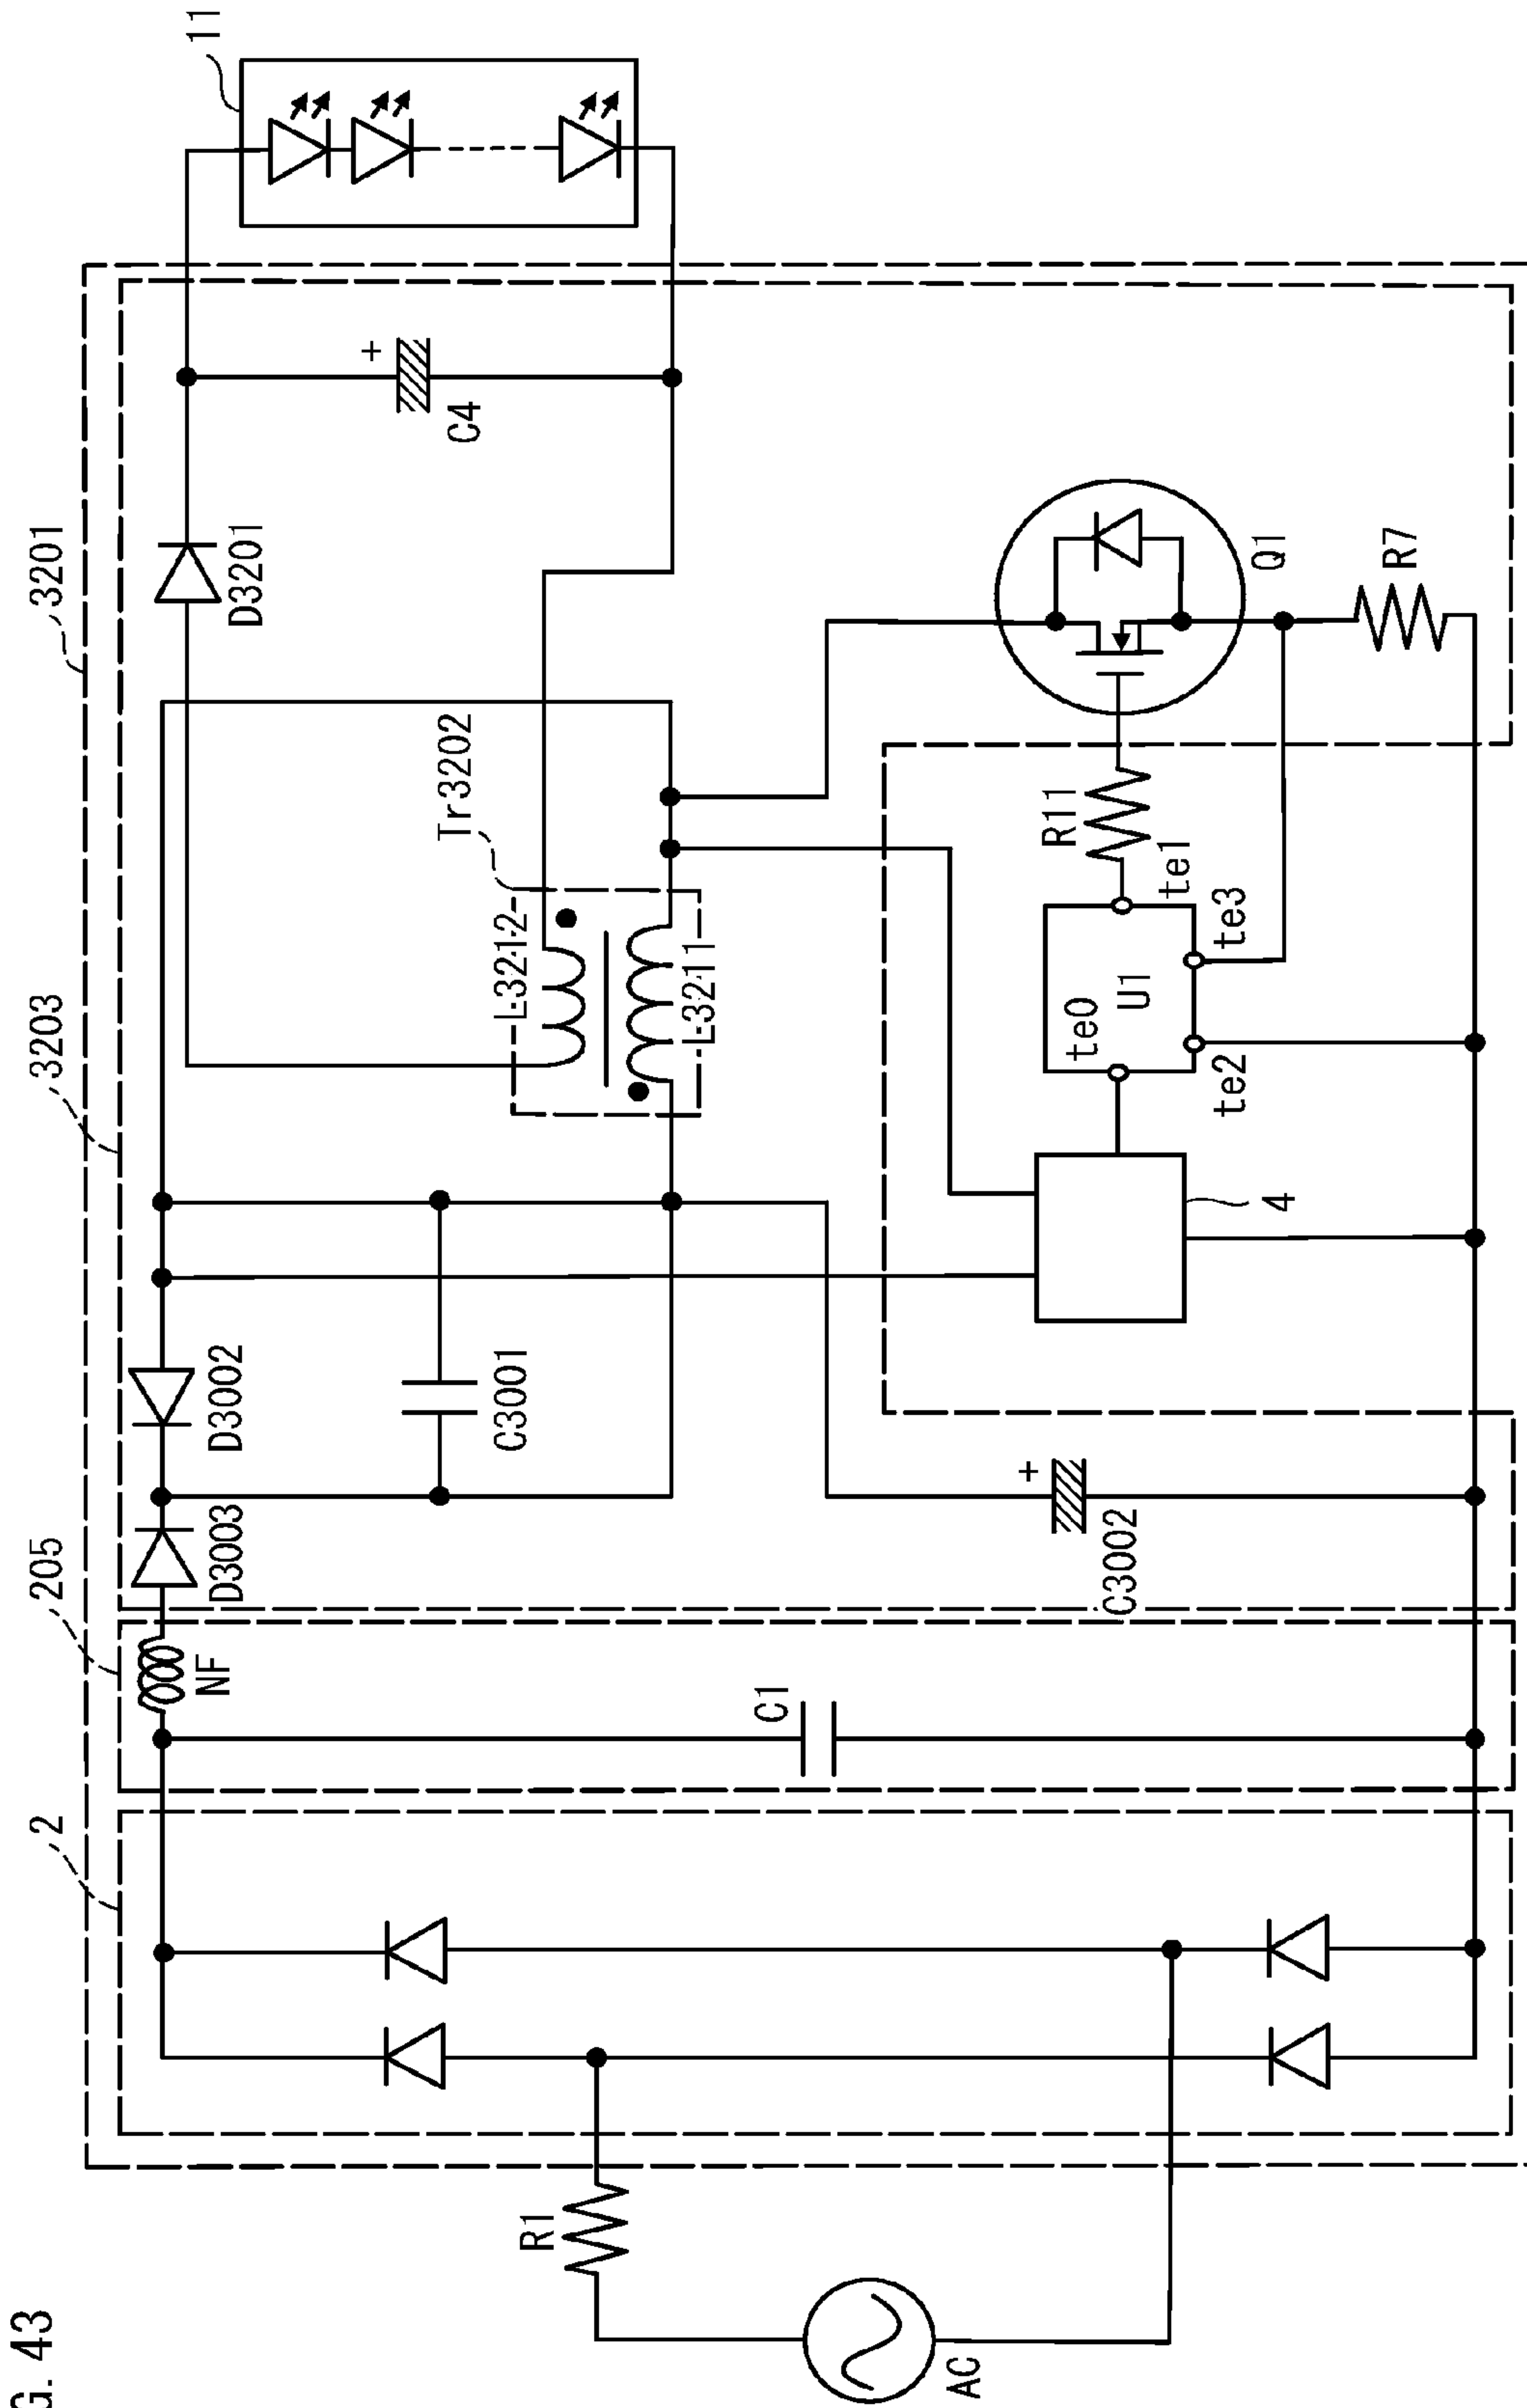 G. 43
3201
2
205
3203
NF
D3003
D3002
D3201
11
C3001
C4
Tr3202
L3212
L3211
R1
C1
+
+
AC
C3002
4
te0
U1
te1
te2
te3
R11
Q1
R7